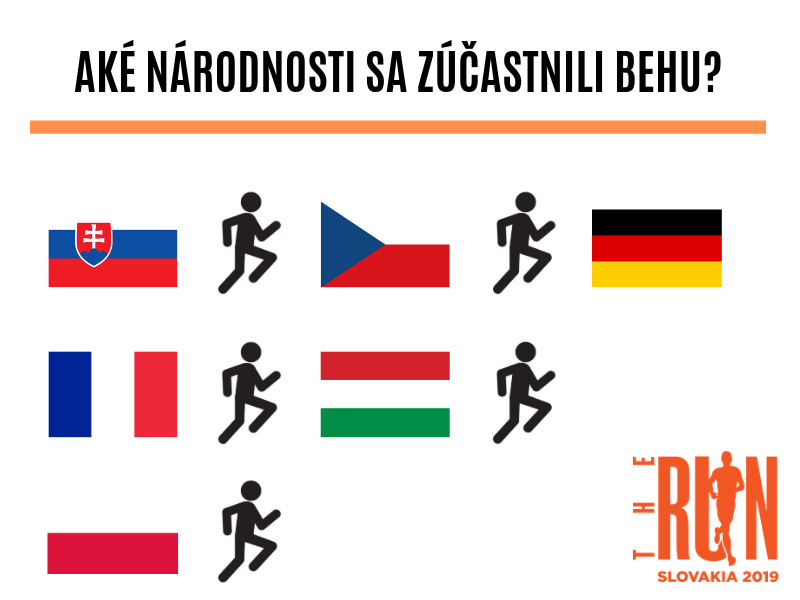 AKÉ NÁRODNOSTI SA ZÚČASTNILI BEHU?
THE
RUN
SLOVAKIA 2019